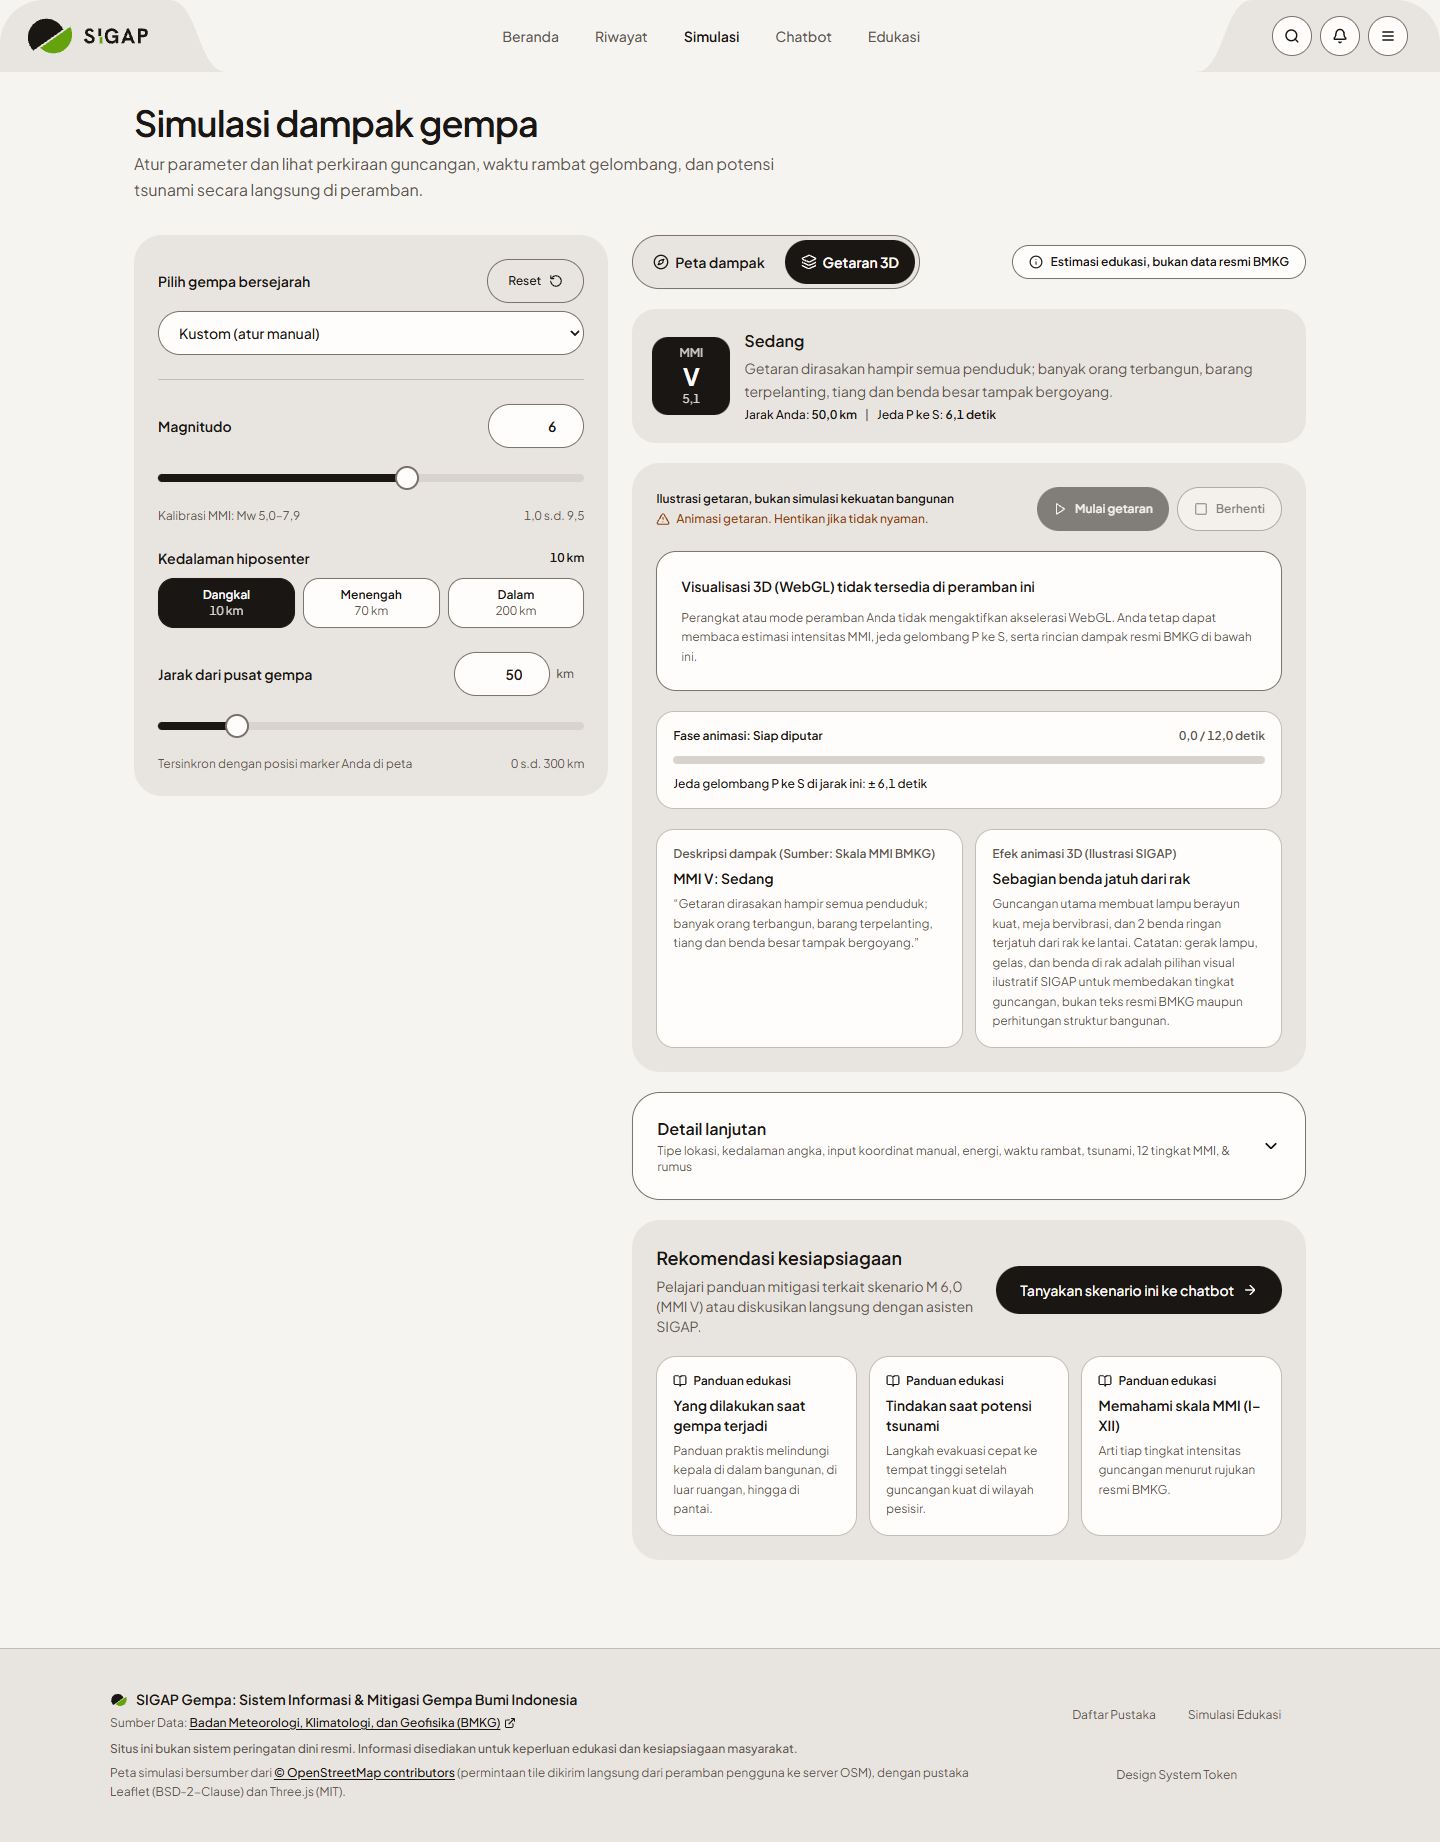 SIGAP
Beranda
Riwayat
Simulasi
Chatbot
Edukasi
Simulasi dampak gempa
Atur parameter dan lihat perkiraan guncangan, waktu rambat gelombang, dan potensi
tsunami secara langsung di peramban.
Pilih gempa bersejarah
Reset
Kustom (atur manual)
Magnitudo
6
Kalibrasi MMI: Mw 5,0–7,9
1,0 s.d. 9,5
Kedalaman hiposenter
10 km
Dangkal
10 km
Menengah
70 km
Dalam
200 km
Jarak dari pusat gempa
50
km
Tersinkron dengan posisi marker Anda di peta
0 s.d. 300 km
Peta dampak
Getaran 3D
Estimasi edukasi, bukan data resmi BMKG
MMI
V
5,1
Sedang
Getaran dirasakan hampir semua penduduk; banyak orang terbangun, barang
terpelanting, tiang dan benda besar tampak bergoyang.
Jarak Anda: 50,0 km | Jeda P ke S: 6,1 detik
Ilustrasi getaran, bukan simulasi kekuatan bangunan
Animasi getaran. Hentikan jika tidak nyaman.
Mulai getaran
Berhenti
Visualisasi 3D (WebGL) tidak tersedia di peramban ini
Perangkat atau mode peramban Anda tidak mengaktifkan akselerasi WebGL. Anda tetap dapat
membaca estimasi intensitas MMI, jeda gelombang P ke S, serta rincian dampak resmi BMKG di bawah
ini.
Fase animasi: Siap diputar
0,0 / 12,0 detik
Jeda gelombang P ke S di jarak ini: ± 6,1 detik
Deskripsi dampak (Sumber: Skala MMI BMKG)
MMI V: Sedang
"Getaran dirasakan hampir semua penduduk;
banyak orang terbangun, barang terpelanting,
tiang dan benda besar tampak bergoyang."
Efek animasi 3D (Ilustrasi SIGAP)
Sebagian benda jatuh dari rak
Guncangan utama membuat lampu berayun
kuat, meja bervibrasi, dan 2 benda ringan
terjatuh dari rak ke lantai. Catatan: gerak lampu,
gelas, dan benda di rak adalah pilihan visual
ilustratif SIGAP untuk membedakan tingkat
guncangan, bukan teks resmi BMKG maupun
perhitungan struktur bangunan.
Detail lanjutan
Tipe lokasi, kedalaman angka, input koordinat manual, energi, waktu rambat, tsunami, 12 tingkat MMI, &
rumus
Rekomendasi kesiapsiagaan
Pelajari panduan mitigasi terkait skenario M 6,0
(MMI V) atau diskusikan langsung dengan asisten
SIGAP.
Tanyakan skenario ini ke chatbot
Panduan edukasi
Yang dilakukan saat
gempa terjadi
Panduan praktis melindungi
kepala di dalam bangunan, di
luar ruangan, hingga di
pantai.
Panduan edukasi
Tindakan saat potensi
tsunami
Langkah evakuasi cepat ke
tempat tinggi setelah
guncangan kuat di wilayah
pesisir.
Panduan edukasi
Memahami skala MMI (I–
XII)
Arti tiap tingkat intensitas
guncangan menurut rujukan
resmi BMKG.
SIGAP Gempa: Sistem Informasi & Mitigasi Gempa Bumi Indonesia
Sumber Data: Badan Meteorologi, Klimatologi, dan Geofisika (BMKG)
Situs ini bukan sistem peringatan dini resmi. Informasi disediakan untuk keperluan edukasi dan kesiapsiagaan masyarakat.
Peta simulasi bersumber dari © OpenStreetMap contributors (permintaan tile dikirim langsung dari peramban pengguna ke server OSM), dengan pustaka
Leaflet (BSD-2-Clause) dan Three.js (MIT).
Daftar Pustaka
Simulasi Edukasi
Design System Token